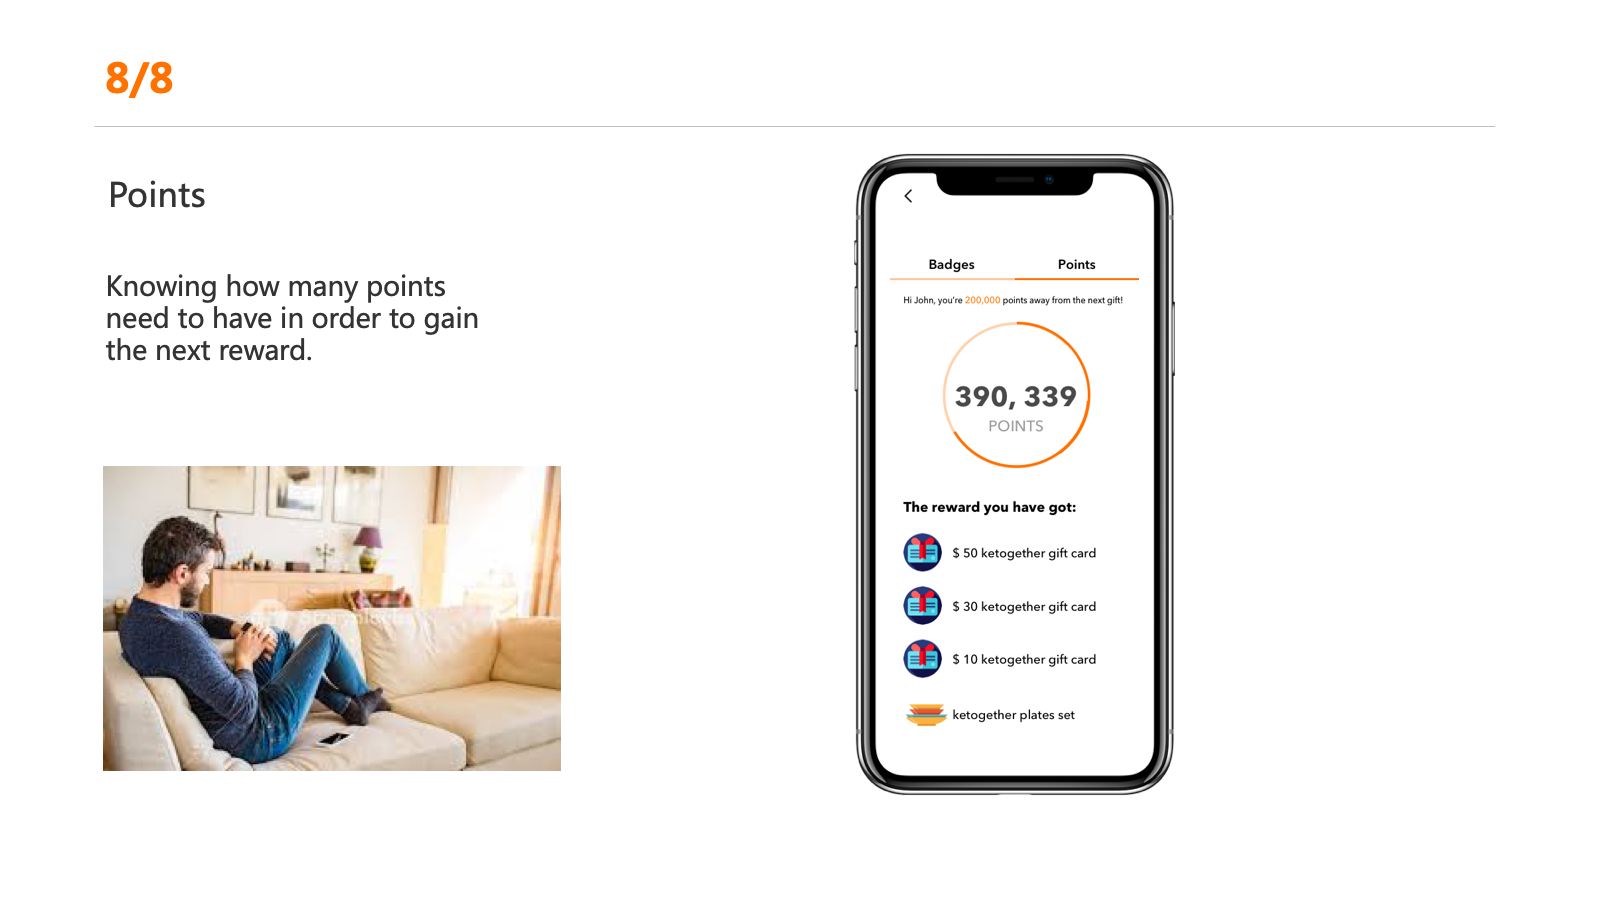 8/8
Points
Knowing how many points
need to have in order to gain
the next reward.
Badges
Points
Hi John, you're 200,000 points away from the next gift!
390, 339
POINTS
The reward you have got:
$ 50 ketogether gift card
$ 30 ketogether gift card
$ 10 ketogether gift card
ketogether plates set